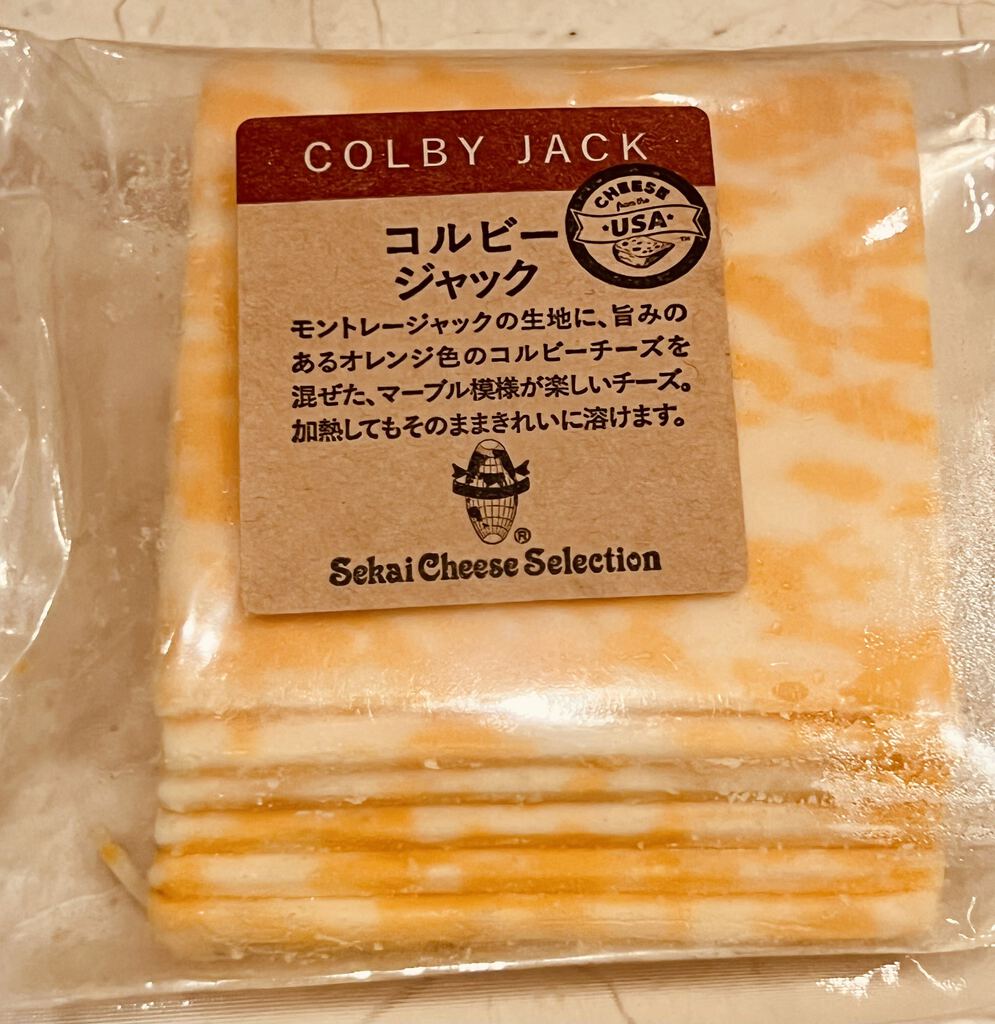 COLBY JACK
CHEESE
from the
·USA·
TM
コルビー
ジャック
モントレージャックの生地に、旨みの
あるオレンジ色のコルビーチーズを
混ぜた、マーブル模様が楽しいチーズ。
加熱してもそのままきれいに溶けます。
®
Sekai Cheese Selection